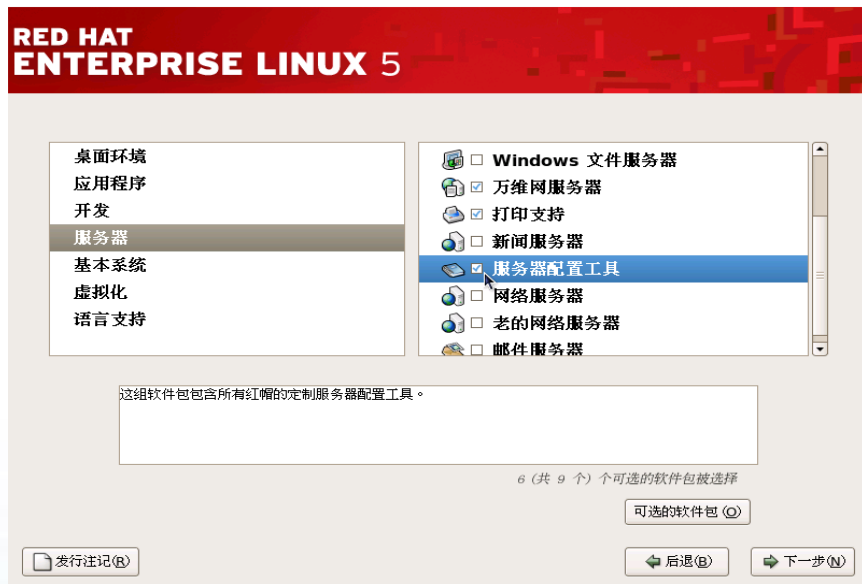 RED HAT
ENTERPRISE LINUX 5
桌面环境
应用程序
开发
服务器
基本系统
虚拟化
语言支持
Windows 文件服务器
万维网服务器
打印支持
新闻服务器
服务器配置工具
网络服务器
老的网络服务器
邮件服务器
这组软件包包含所有红帽的定制服务器配置工具。
6 (共 9 个) 个可选的软件包被选择
可选的软件包 (O)
发行注记(R)
后退(B)
下一步(N)